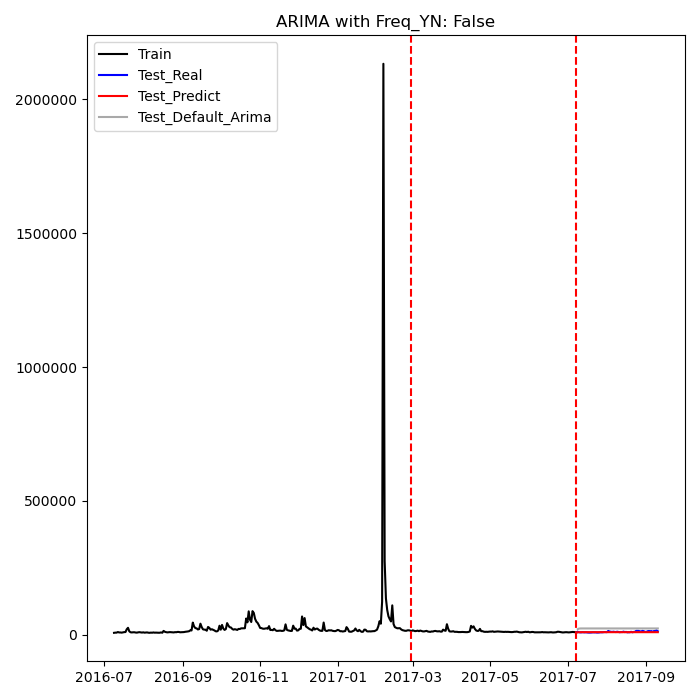 ARIMA with Freq_YN: False
Train
Test_Real
Test_Predict
Test_Default_Arima
2000000
1500000
1000000
500000
0
2016-07 2016-09 2016-11 2017-01 2017-03 2017-05 2017-07 2017-09